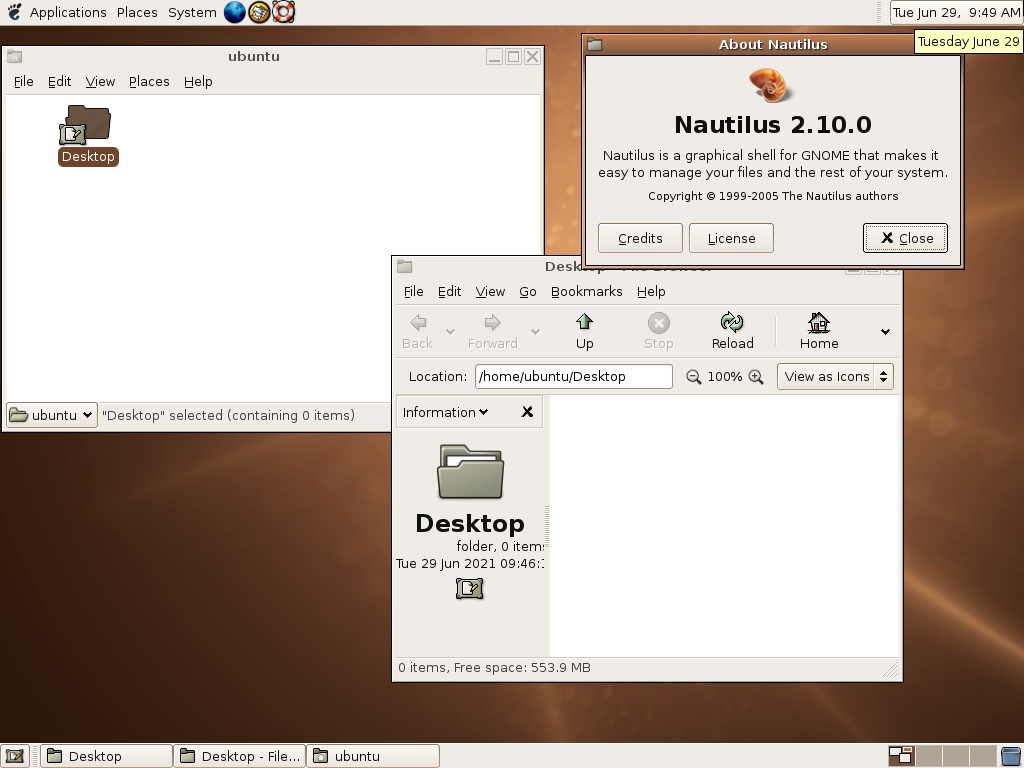 Applications Places System
Tue Jun 29, 9:49 AM
Tuesday June 29
ubuntu
File Edit View Places Help
Desktop
ubuntu "Desktop" selected (containing 0 items)
About Nautilus
Nautilus 2.10.0
Nautilus is a graphical shell for GNOME that makes it
easy to manage your files and the rest of your system.
Copyright © 1999-2005 The Nautilus authors
Credits License Close
File Edit View Go Bookmarks Help
Back Forward Up Stop Reload Home
Location: /home/ubuntu/Desktop 100% View as Icons
Information
Desktop
folder, 0 items
Tue 29 Jun 2021 09:46:
0 items, Free space: 553.9 MB
Desktop Desktop - File... ubuntu